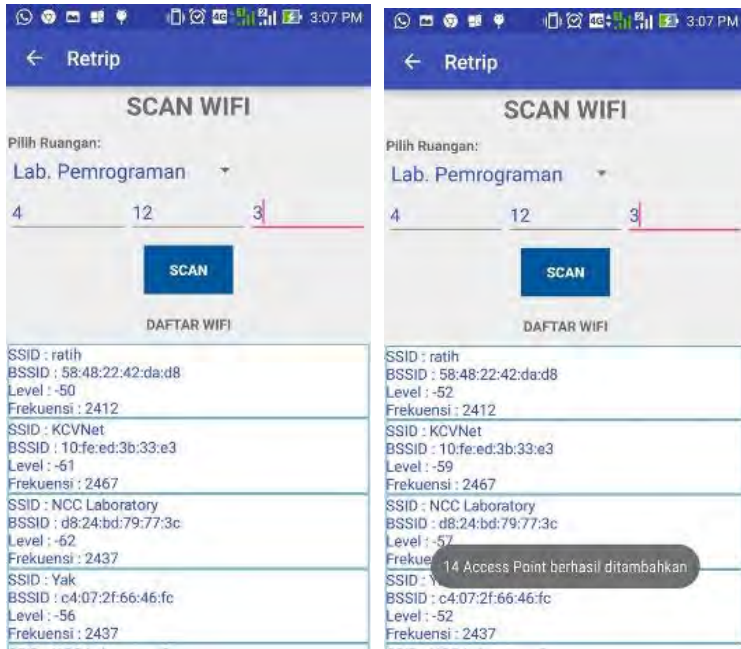 4G 3:07 PM
Retrip
SCAN WIFI
Pilih Ruangan:
Lab. Pemrograman
4 12 3
SCAN
DAFTAR WIFI
SSID : ratih
BSSID : 58:48:22:42:da:d8
Level : -50
Frekuensi : 2412
SSID : KCVNet
BSSID : 10:fe:ed:3b:33:e3
Level : -61
Frekuensi : 2467
SSID : NCC Laboratory
BSSID : d8:24:bd:79:77:3c
Level : -62
Frekuensi : 2437
SSID : Yak
BSSID : c4:07:2f:66:46:fc
Level : -56
Frekuensi : 2437
4G 3:07 PM
Retrip
SCAN WIFI
Pilih Ruangan:
Lab. Pemrograman
4 12 3
SCAN
DAFTAR WIFI
SSID : ratih
BSSID : 58:48:22:42:da:d8
Level : -52
Frekuensi : 2412
SSID : KCVNet
BSSID : 10:fe:ed:3b:33:e3
Level : -59
Frekuensi : 2467
SSID : NCC Laboratory
BSSID : d8:24:bd:79:77:3c
Level : -57
Frekue
14 Access Point berhasil ditambahkan
SSID :
BSSID : c4:07:2f:66:46:fc
Level : -52
Frekuensi : 2437